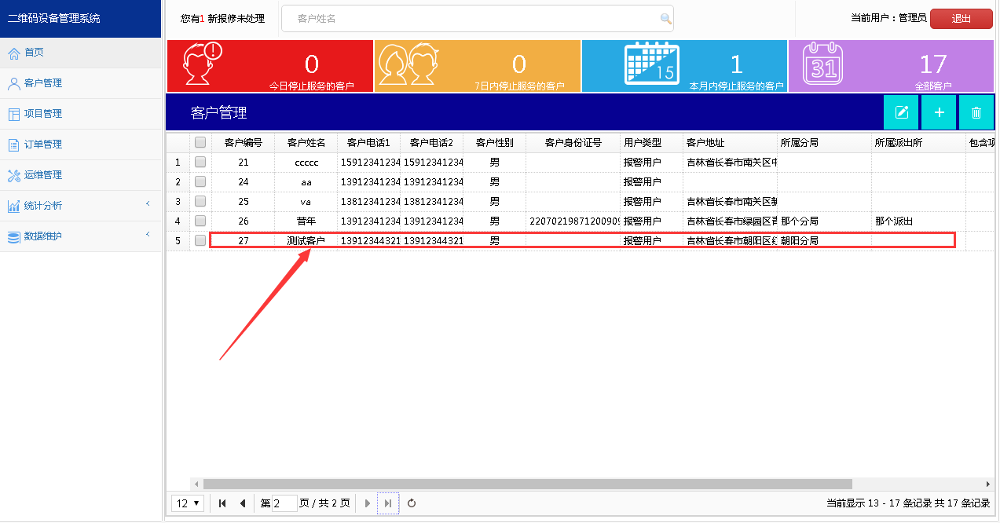 二维码设备管理系统
您有1 新报修未处理
客户姓名
当前用户：管理员
退出
首页
客户管理
项目管理
订单管理
运维管理
统计分析
数据维护
0
今日停止服务的客户
0
7日内停止服务的客户
15
1
本月内停止服务的客户
31
17
全部客户
客户管理
客户编号 客户姓名 客户电话1 客户电话2 客户性别 客户身份证号 用户类型 客户地址 所属分局 所属派出所 包含项
1 21 ccccc 15912341234 15912341234 男 报警用户 吉林省长春市南关区中
2 24 aa 13912341234 13912341234 男 报警用户
3 25 va 13812341234 13812341234 男 报警用户 吉林省长春市南关区新
4 26 昔年 13912341234 13912341234 男 22070219871200909 报警用户 吉林省长春市绿园区青 那个分局 那个派出
5 27 测试客户 13912344321 13912344321 男 报警用户 吉林省长春市朝阳区红 朝阳分局
12 第 2 页 / 共 2 页
当前显示 13 - 17 条记录 共 17 条记录